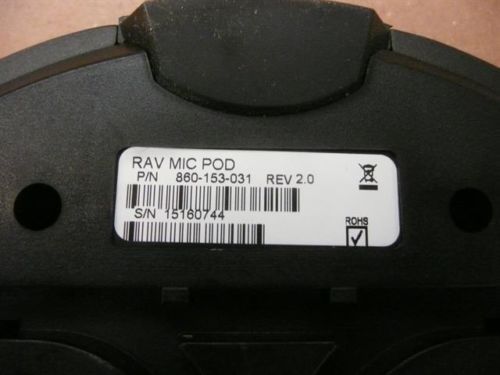 RAV MIC POD
P/N 860-153-031 REV 2.0
S/N 15160744
ROHS